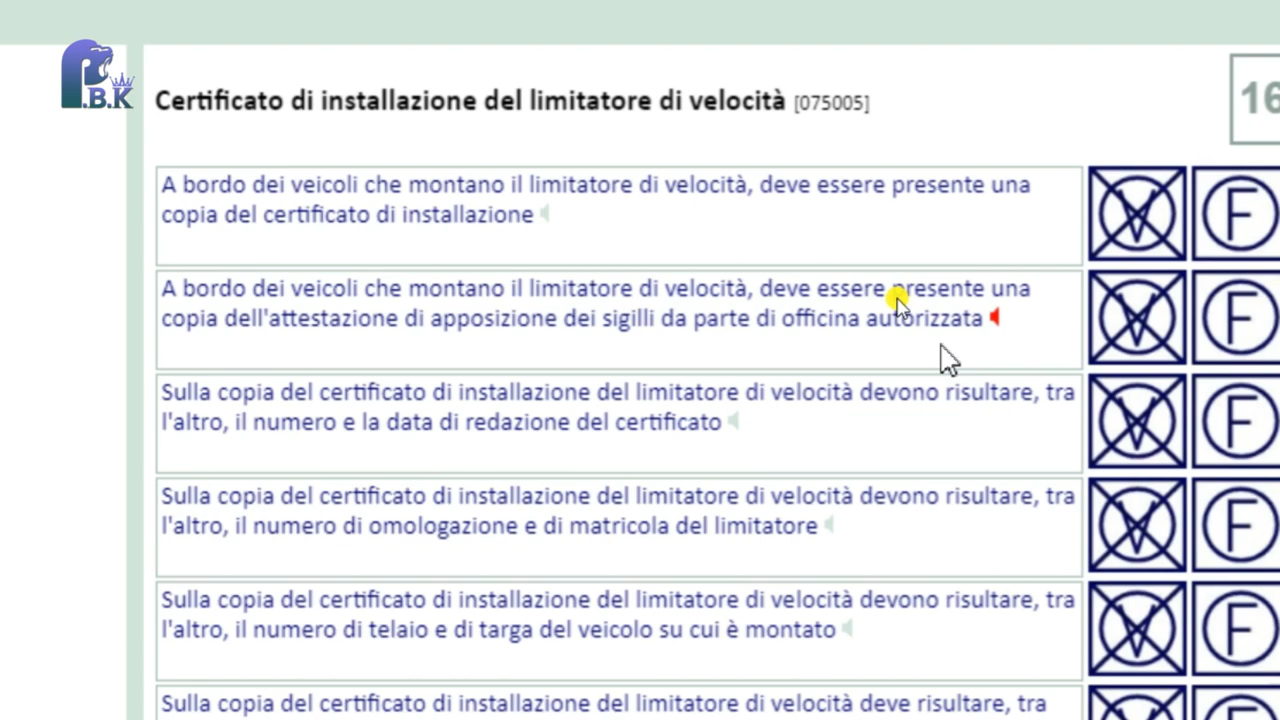 P.B.K
Certificato di installazione del limitatore di velocità [075005]
16
A bordo dei veicoli che montano il limitatore di velocità, deve essere presente una
copia del certificato di installazione
V F
A bordo dei veicoli che montano il limitatore di velocità, deve essere presente una
copia dell'attestazione di apposizione dei sigilli da parte di officina autorizzata
V F
Sulla copia del certificato di installazione del limitatore di velocità devono risultare, tra
l'altro, il numero e la data di redazione del certificato
V F
Sulla copia del certificato di installazione del limitatore di velocità devono risultare, tra
l'altro, il numero di omologazione e di matricola del limitatore
V F
Sulla copia del certificato di installazione del limitatore di velocità devono risultare, tra
l'altro, il numero di telaio e di targa del veicolo su cui è montato
V F
Sulla copia del certificato di installazione del limitatore di velocità deve risultare, tra